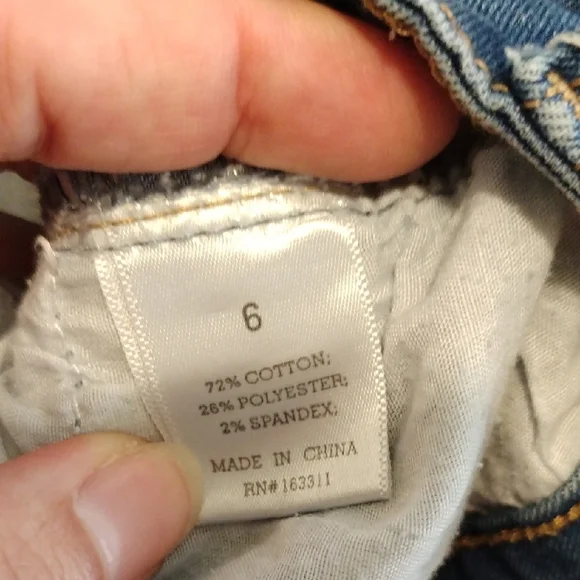 6
72% COTTON;
26% POLYESTER;
2% SPANDEX;
MADE IN CHINA
RN#163311